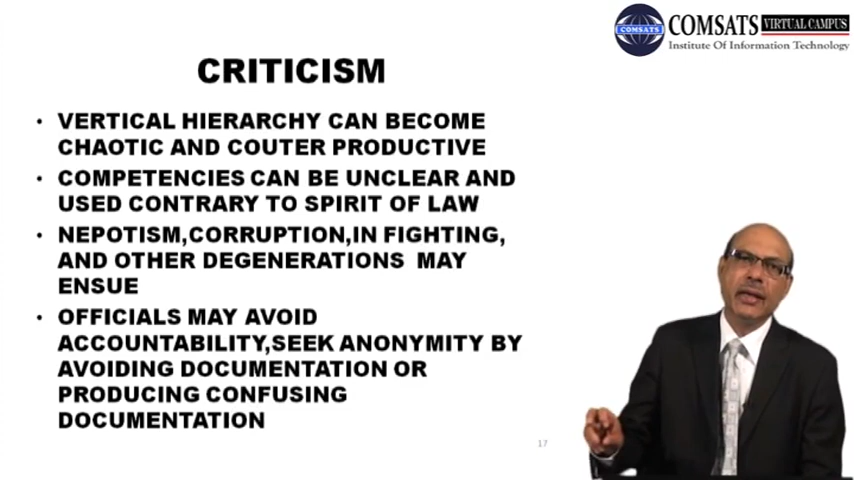 COMSATS VIRTUAL CAMPUS
COMSATS
Institute Of Information Technology
CRITICISM
• VERTICAL HIERARCHY CAN BECOME
CHAOTIC AND COUTER PRODUCTIVE
• COMPETENCIES CAN BE UNCLEAR AND
USED CONTRARY TO SPIRIT OF LAW
• NEPOTISM,CORRUPTION,IN FIGHTING,
AND OTHER DEGENERATIONS MAY
ENSUE
• OFFICIALS MAY AVOID
ACCOUNTABILITY,SEEK ANONYMITY BY
AVOIDING DOCUMENTATION OR
PRODUCING CONFUSING
DOCUMENTATION
17